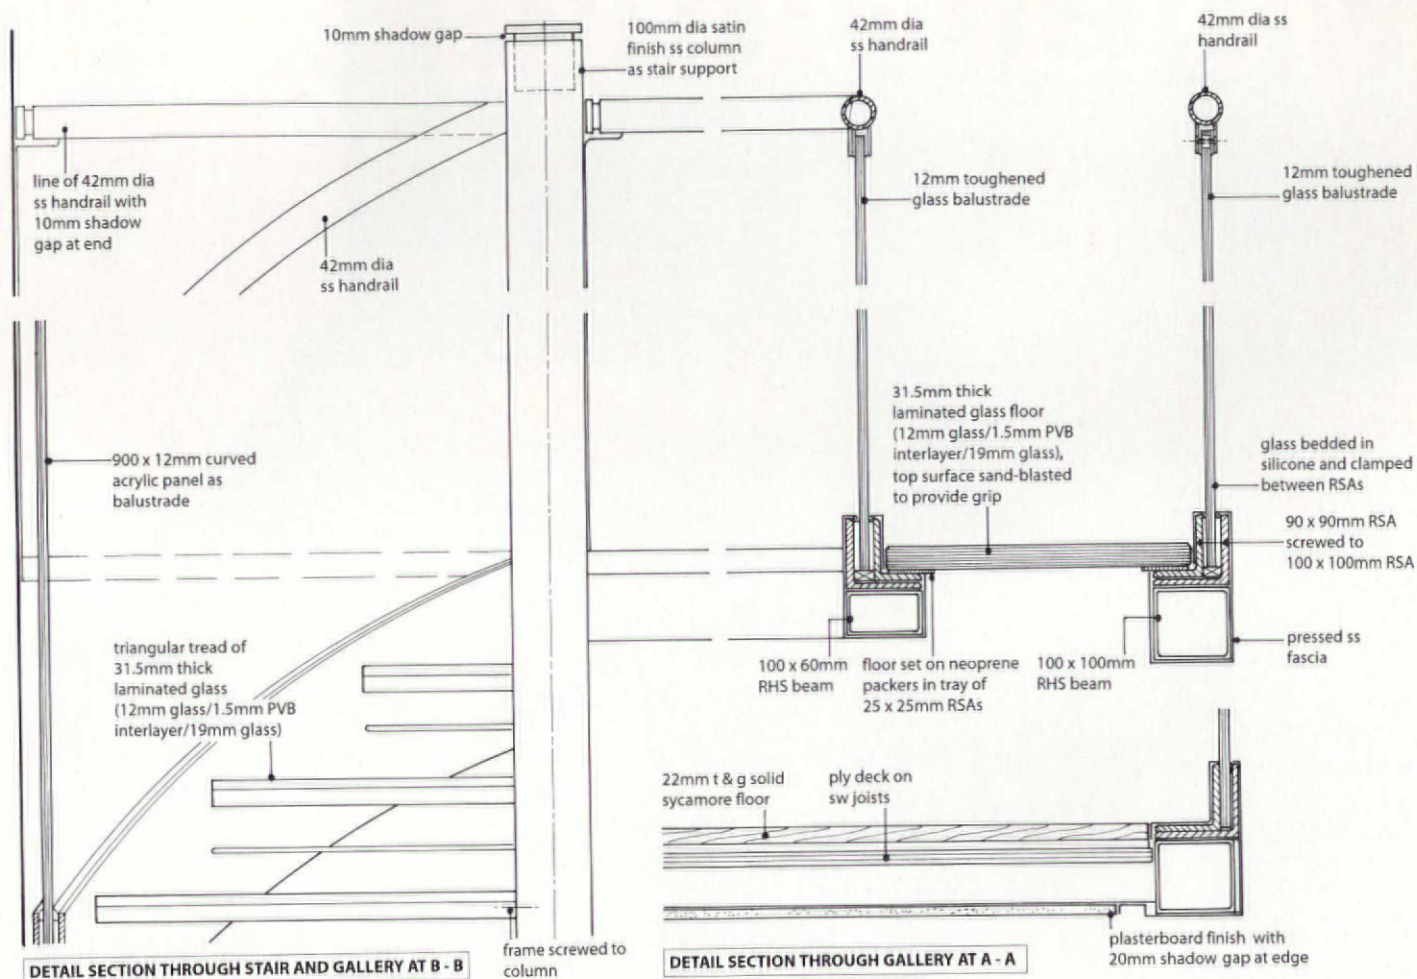 10mm shadow gap
100mm dia satin
finish ss column
as stair support
42mm dia
ss handrail
42mm dia ss
handrail
line of 42mm dia
ss handrail with
10mm shadow
gap at end
42mm dia
ss handrail
12mm toughened
glass balustrade
12mm toughened
glass balustrade
900 x 12mm curved
acrylic panel as
balustrade
31.5mm thick
laminated glass floor
(12mm glass/1.5mm PVB
interlayer/19mm glass),
top surface sand-blasted
to provide grip
glass bedded in
silicone and clamped
between RSAs
90 x 90mm RSA
screwed to
100 x 100mm RSA
triangular tread of
31.5mm thick
laminated glass
(12mm glass/1.5mm PVB
interlayer/19mm glass)
100 x 60mm
RHS beam
floor set on neoprene
packers in tray of
25 x 25mm RSAs
100 x 100mm
RHS beam
pressed ss
fascia
22mm t & g solid
sycamore floor
ply deck on
sw joists
frame screwed to
column
plasterboard finish with
20mm shadow gap at edge
DETAIL SECTION THROUGH STAIR AND GALLERY AT B - B
DETAIL SECTION THROUGH GALLERY AT A - A